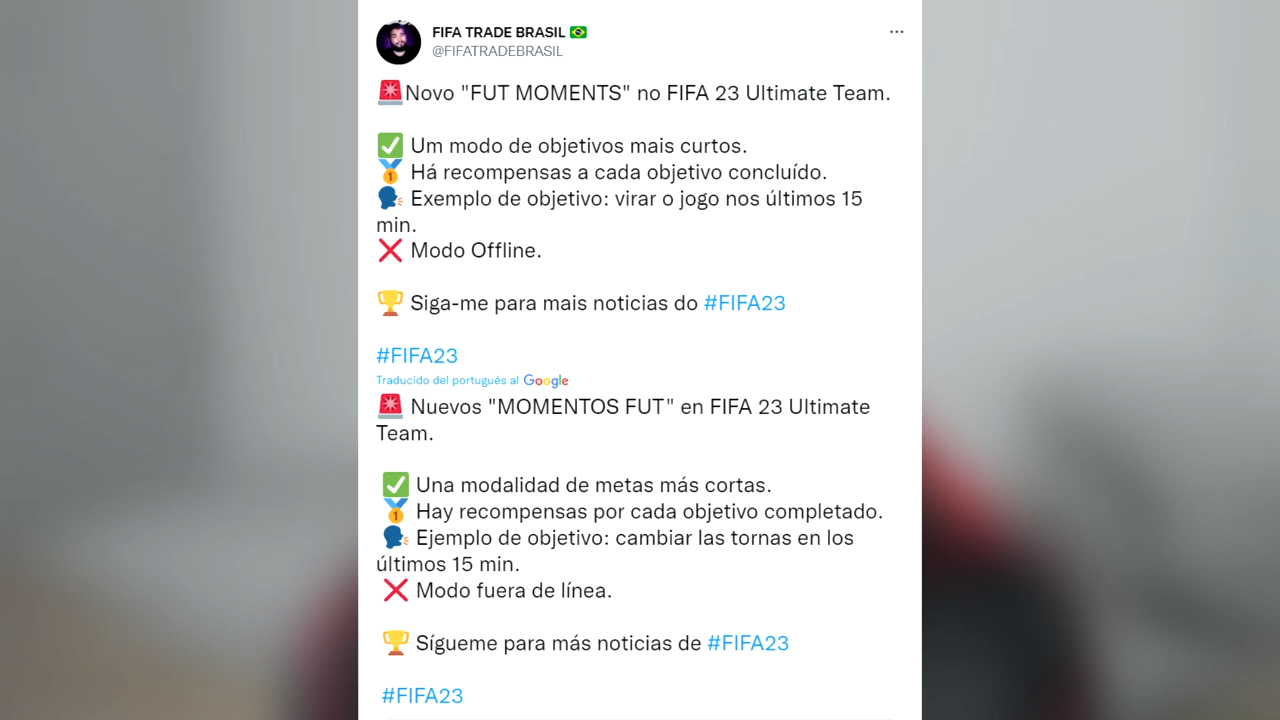 FIFA TRADE BRASIL 🇧🇷
@FIFATRADEBRASIL
🚨Novo "FUT MOMENTS" no FIFA 23 Ultimate Team.
✅ Um modo de objetivos mais curtos.
🏅 Há recompensas a cada objetivo concluído.
🗣 Exemplo de objetivo: virar o jogo nos últimos 15
min.
❌ Modo Offline.
🏆 Siga-me para mais noticias do #FIFA23
#FIFA23
Traducido del portugués al Google
🚨 Nuevos "MOMENTOS FUT" en FIFA 23 Ultimate
Team.
✅ Una modalidad de metas más cortas.
🏅 Hay recompensas por cada objetivo completado.
🗣 Ejemplo de objetivo: cambiar las tornas en los
últimos 15 min.
❌ Modo fuera de línea.
🏆 Sígueme para más noticias de #FIFA23
#FIFA23